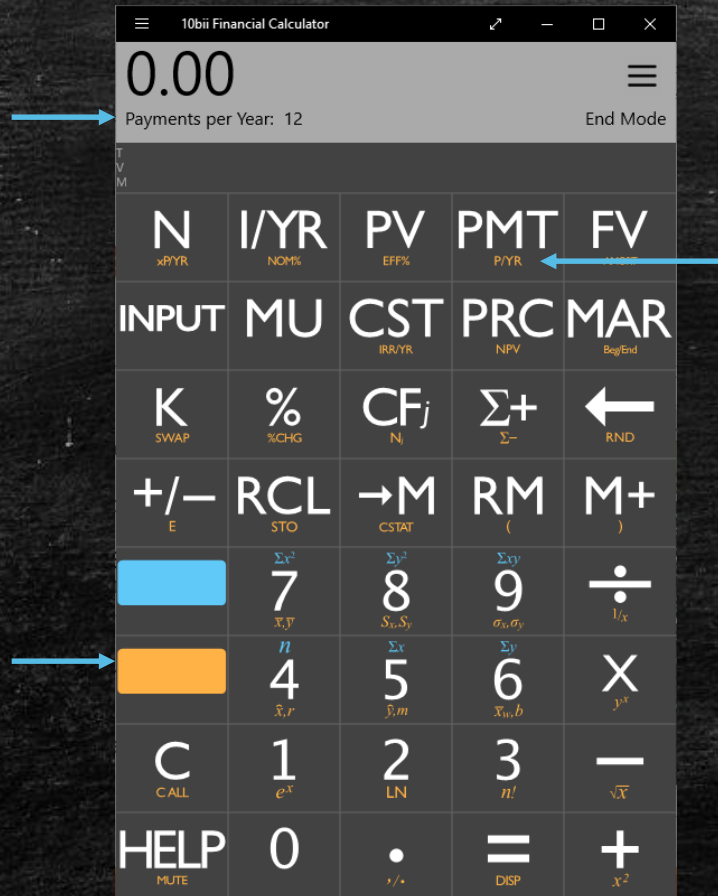 10bii Financial Calculator
0.00
Payments per Year: 12 End Mode
T
V
M
N I/YR PV PMT FV
xP/YR NOM% EFF% P/YR
INPUT MU CST PRC MAR
IRR/YR NPV Beg/End
K % CFj Σ+ ←
SWAP %CHG Nj Σ− RND
+/− RCL →M RM M+
E STO CSTAT ( )
Σx² Σy² Σxy
7 8 9 ÷
x̅,y̅ Sx,Sy σx,σy 1/x
n Σx Σy
4 5 6 X
x̂,r ŷ,m x̅w,b yˣ
C 1 2 3 −
C ALL eˣ LN n! √x̅
HELP 0 . = +
MUTE ,/. DISP x²